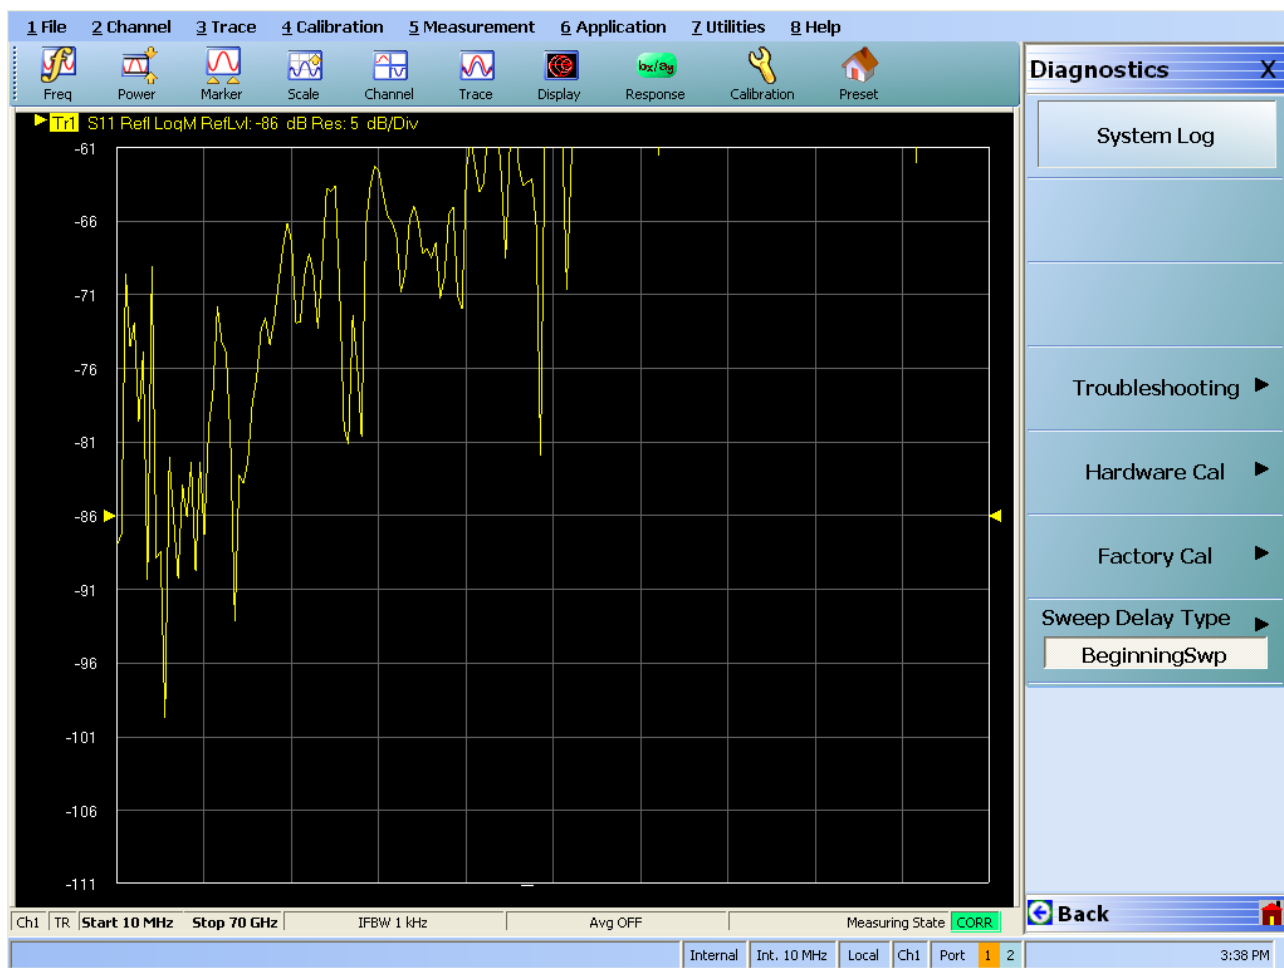 1 File 2 Channel 3 Trace 4 Calibration 5 Measurement 6 Application 7 Utilities 8 Help
Freq Power Marker Scale Channel Trace Display bx/ay Response Calibration Preset
Tr1 S11 Refl LogM RefLvl: -86 dB Res: 5 dB/Div
-61
-66
-71
-76
-81
-86
-91
-96
-101
-106
-111
Ch1 TR Start 10 MHz Stop 70 GHz IFBW 1 kHz Avg OFF Measuring State CORR
Diagnostics X
System Log
Troubleshooting
Hardware Cal
Factory Cal
Sweep Delay Type
BeginningSwp
Back
Internal Int. 10 MHz Local Ch1 Port 1 2 3:38 PM